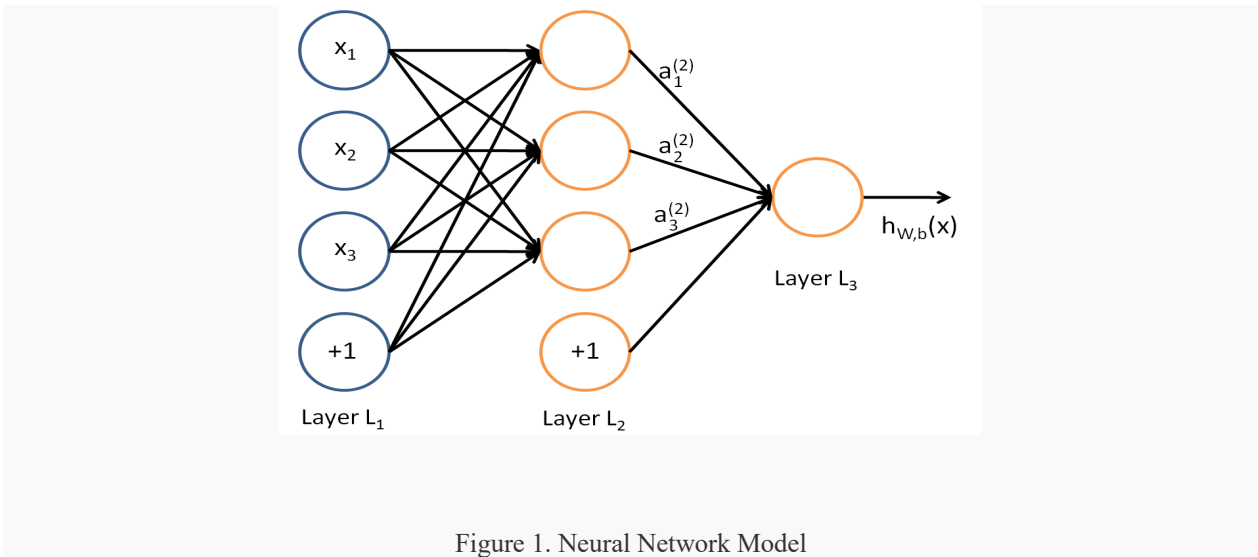 x₁
a₁⁽²⁾
x₂
a₂⁽²⁾
x₃
a₃⁽²⁾
h_W,b(x)
Layer L₃
+1
+1
Layer L₁
Layer L₂
Figure 1. Neural Network Model